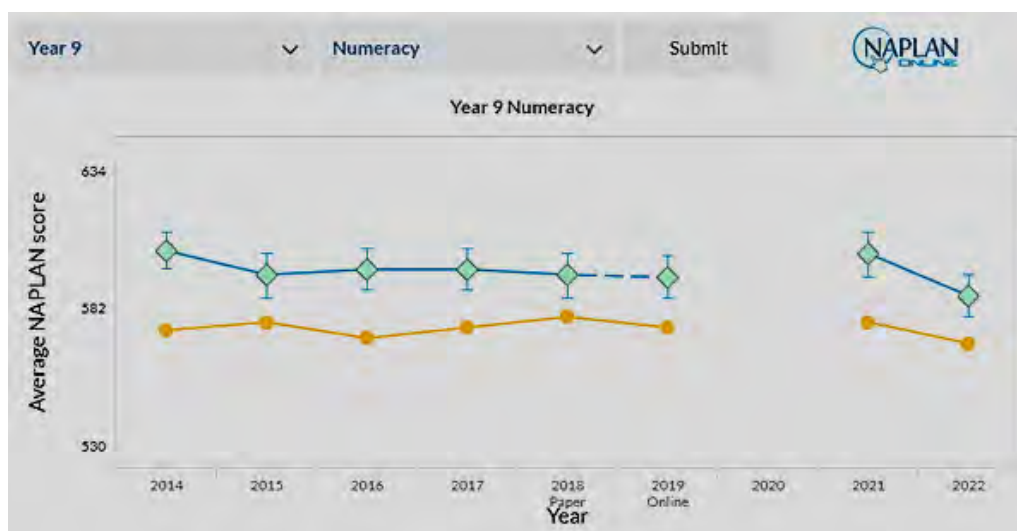 Year 9 Numeracy Submit NAPLAN
ONLINE
Year 9 Numeracy
634
582
530
Average NAPLAN score
2014 2015 2016 2017 2018 2019 2020 2021 2022
Paper Online
Year